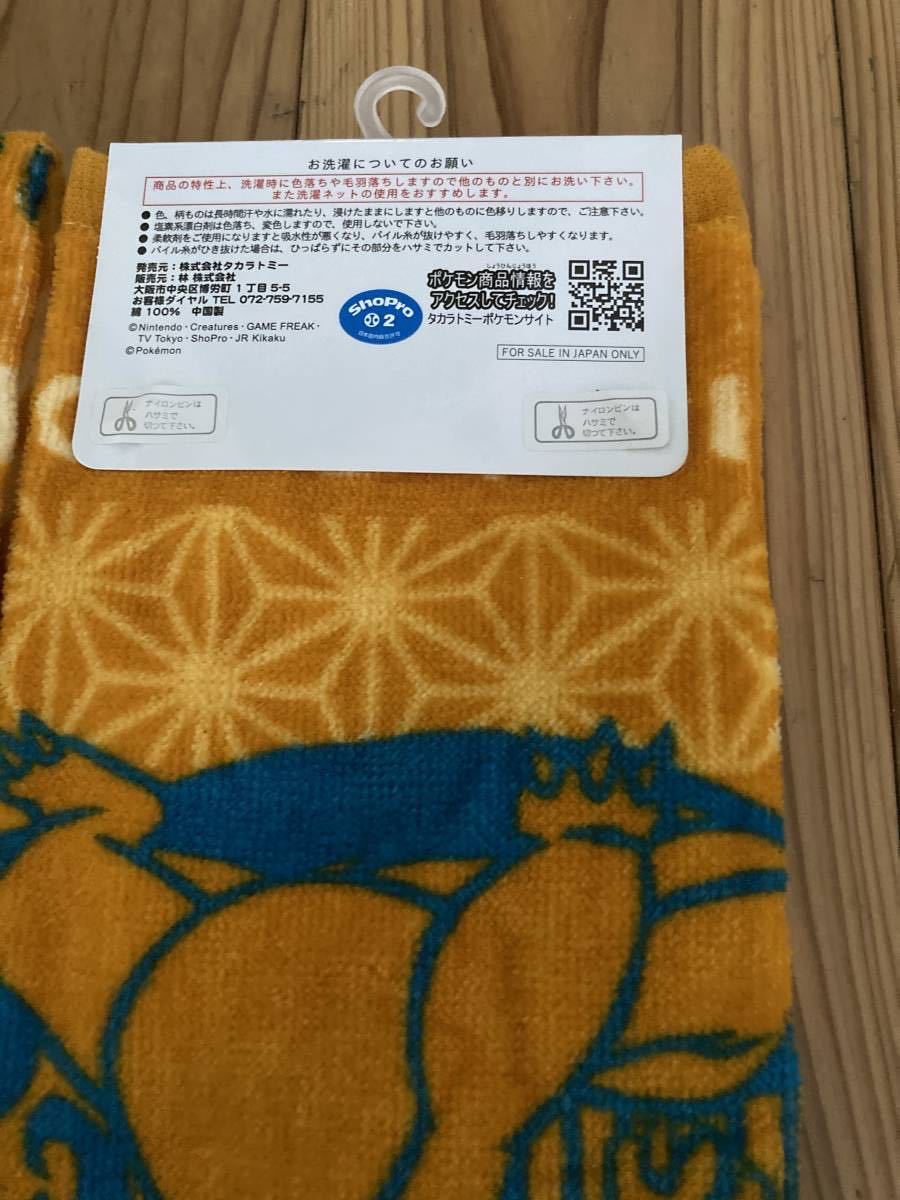 お洗濯についてのお願い
商品の特性上、洗濯時に色落ちや毛羽落ちしますので他のものと別にお洗い下さい。
また洗濯ネットの使用をおすすめします。
● 色、柄ものは長時間汗や水に濡れたり、浸けたままにしますと他のものに色移りしますので、ご注意下さい。
● 塩素系漂白剤は色落ち、変色しますので、使用しないで下さい。
● 柔軟剤をご使用になりますと吸水性が悪くなり、パイル糸が抜けやすく、毛羽落ちしやすくなります。
● パイル糸がひき抜けた場合は、ひっぱらずにその部分をハサミでカットして下さい。
発売元：株式会社タカラトミー
販売元：林 株式会社
大阪市中央区博労町 1 丁目 5-5
お客様ダイヤル TEL 072-759-7155
綿 100% 中国製
©Nintendo・Creatures・GAME FREAK・
TV Tokyo・ShoPro・JR Kikaku
©Pokémon
ShoPro
2
日本国内販売許可
しょうひんじょうほう
ポケモン商品情報を
アクセスしてチェック!
タカラトミーポケモンサイト
FOR SALE IN JAPAN ONLY
ナイロンピンは
ハサミで
切って下さい。
ナイロンピンは
ハサミで
切って下さい。